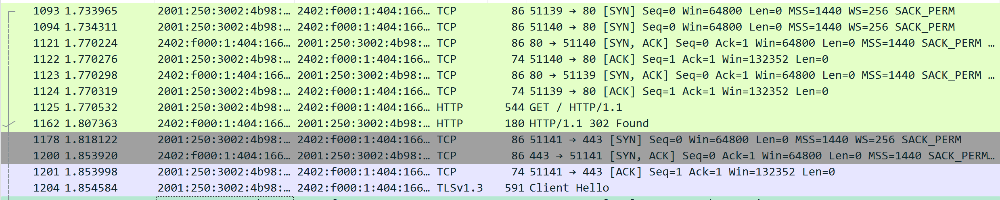 1093 1.733965 2001:250:3002:4b98:… 2402:f000:1:404:166… TCP 86 51139 → 80 [SYN] Seq=0 Win=64800 Len=0 MSS=1440 WS=256 SACK_PERM
1094 1.734311 2001:250:3002:4b98:… 2402:f000:1:404:166… TCP 86 51140 → 80 [SYN] Seq=0 Win=64800 Len=0 MSS=1440 WS=256 SACK_PERM
1121 1.770224 2402:f000:1:404:166… 2001:250:3002:4b98:… TCP 86 80 → 51140 [SYN, ACK] Seq=0 Ack=1 Win=64800 Len=0 MSS=1440 SACK_PERM …
1122 1.770276 2001:250:3002:4b98:… 2402:f000:1:404:166… TCP 74 51140 → 80 [ACK] Seq=1 Ack=1 Win=132352 Len=0
1123 1.770298 2402:f000:1:404:166… 2001:250:3002:4b98:… TCP 86 80 → 51139 [SYN, ACK] Seq=0 Ack=1 Win=64800 Len=0 MSS=1440 SACK_PERM …
1124 1.770319 2001:250:3002:4b98:… 2402:f000:1:404:166… TCP 74 51139 → 80 [ACK] Seq=1 Ack=1 Win=132352 Len=0
1125 1.770532 2001:250:3002:4b98:… 2402:f000:1:404:166… HTTP 544 GET / HTTP/1.1
1162 1.807363 2402:f000:1:404:166… 2001:250:3002:4b98:… HTTP 180 HTTP/1.1 302 Found
1178 1.818122 2001:250:3002:4b98:… 2402:f000:1:404:166… TCP 86 51141 → 443 [SYN] Seq=0 Win=64800 Len=0 MSS=1440 WS=256 SACK_PERM
1200 1.853920 2402:f000:1:404:166… 2001:250:3002:4b98:… TCP 86 443 → 51141 [SYN, ACK] Seq=0 Ack=1 Win=64800 Len=0 MSS=1440 SACK_PERM…
1201 1.853998 2001:250:3002:4b98:… 2402:f000:1:404:166… TCP 74 51141 → 443 [ACK] Seq=1 Ack=1 Win=132352 Len=0
1204 1.854584 2001:250:3002:4b98:… 2402:f000:1:404:166… TLSv1.3 591 Client Hello